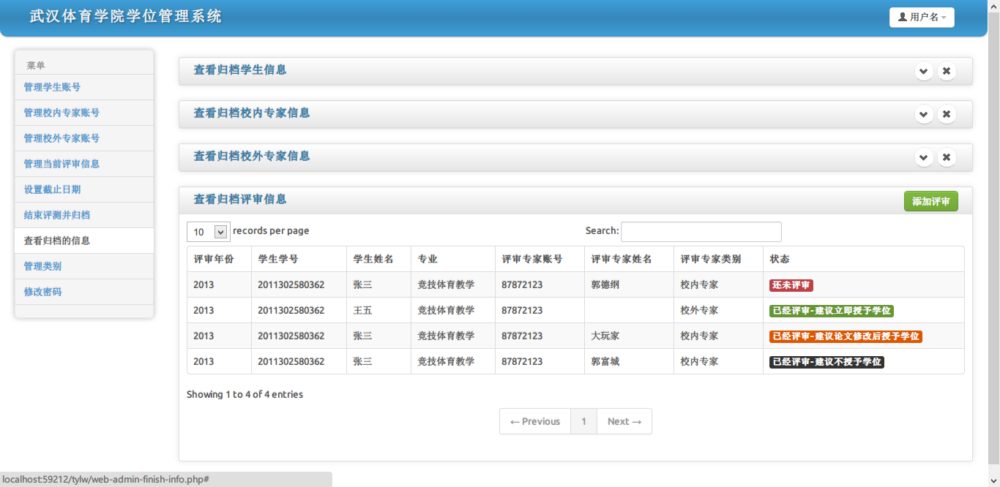 武汉体育学院学位管理系统
用户名
菜单
管理学生账号
管理校内专家账号
管理校外专家账号
管理当前评审信息
设置截止日期
结束评测并归档
查看归档的信息
管理类别
修改密码
查看归档学生信息
查看归档校内专家信息
查看归档校外专家信息
查看归档评审信息 添加评审
10 records per page Search:
评审年份 学生学号 学生姓名 专业 评审专家账号 评审专家姓名 评审专家类别 状态
2013 2011302580362 张三 竞技体育教学 87872123 郭德纲 校内专家 还未评审
2013 2011302580362 王五 竞技体育教学 87872123 校外专家 已经评审-建议立即授予学位
2013 2011302580362 张三 竞技体育教学 87872123 大玩家 校内专家 已经评审-建议论文修改后授予学位
2013 2011302580362 张三 竞技体育教学 87872123 郭富城 校内专家 已经评审-建议不授予学位
Showing 1 to 4 of 4 entries
← Previous 1 Next →
localhost:59212/tylw/web-admin-finish-info.php#